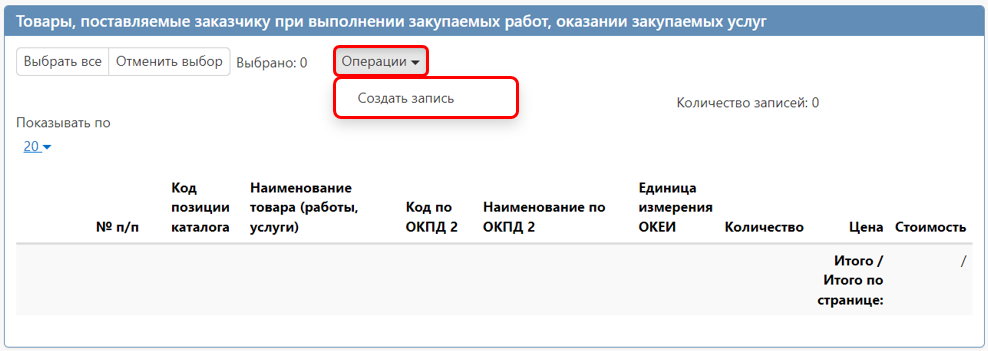 Товары, поставляемые заказчику при выполнении закупаемых работ, оказании закупаемых услуг
Выбрать все Отменить выбор Выбрано: 0 Операции
Создать запись
Количество записей: 0
Показывать по
20
№ п/п
Код
позиции
каталога
Наименование
товара (работы,
услуги)
Код по
ОКПД 2
Наименование по
ОКПД 2
Единица
измерения
ОКЕИ
Количество
Цена
Стоимость
Итого /
Итого по
странице:
/